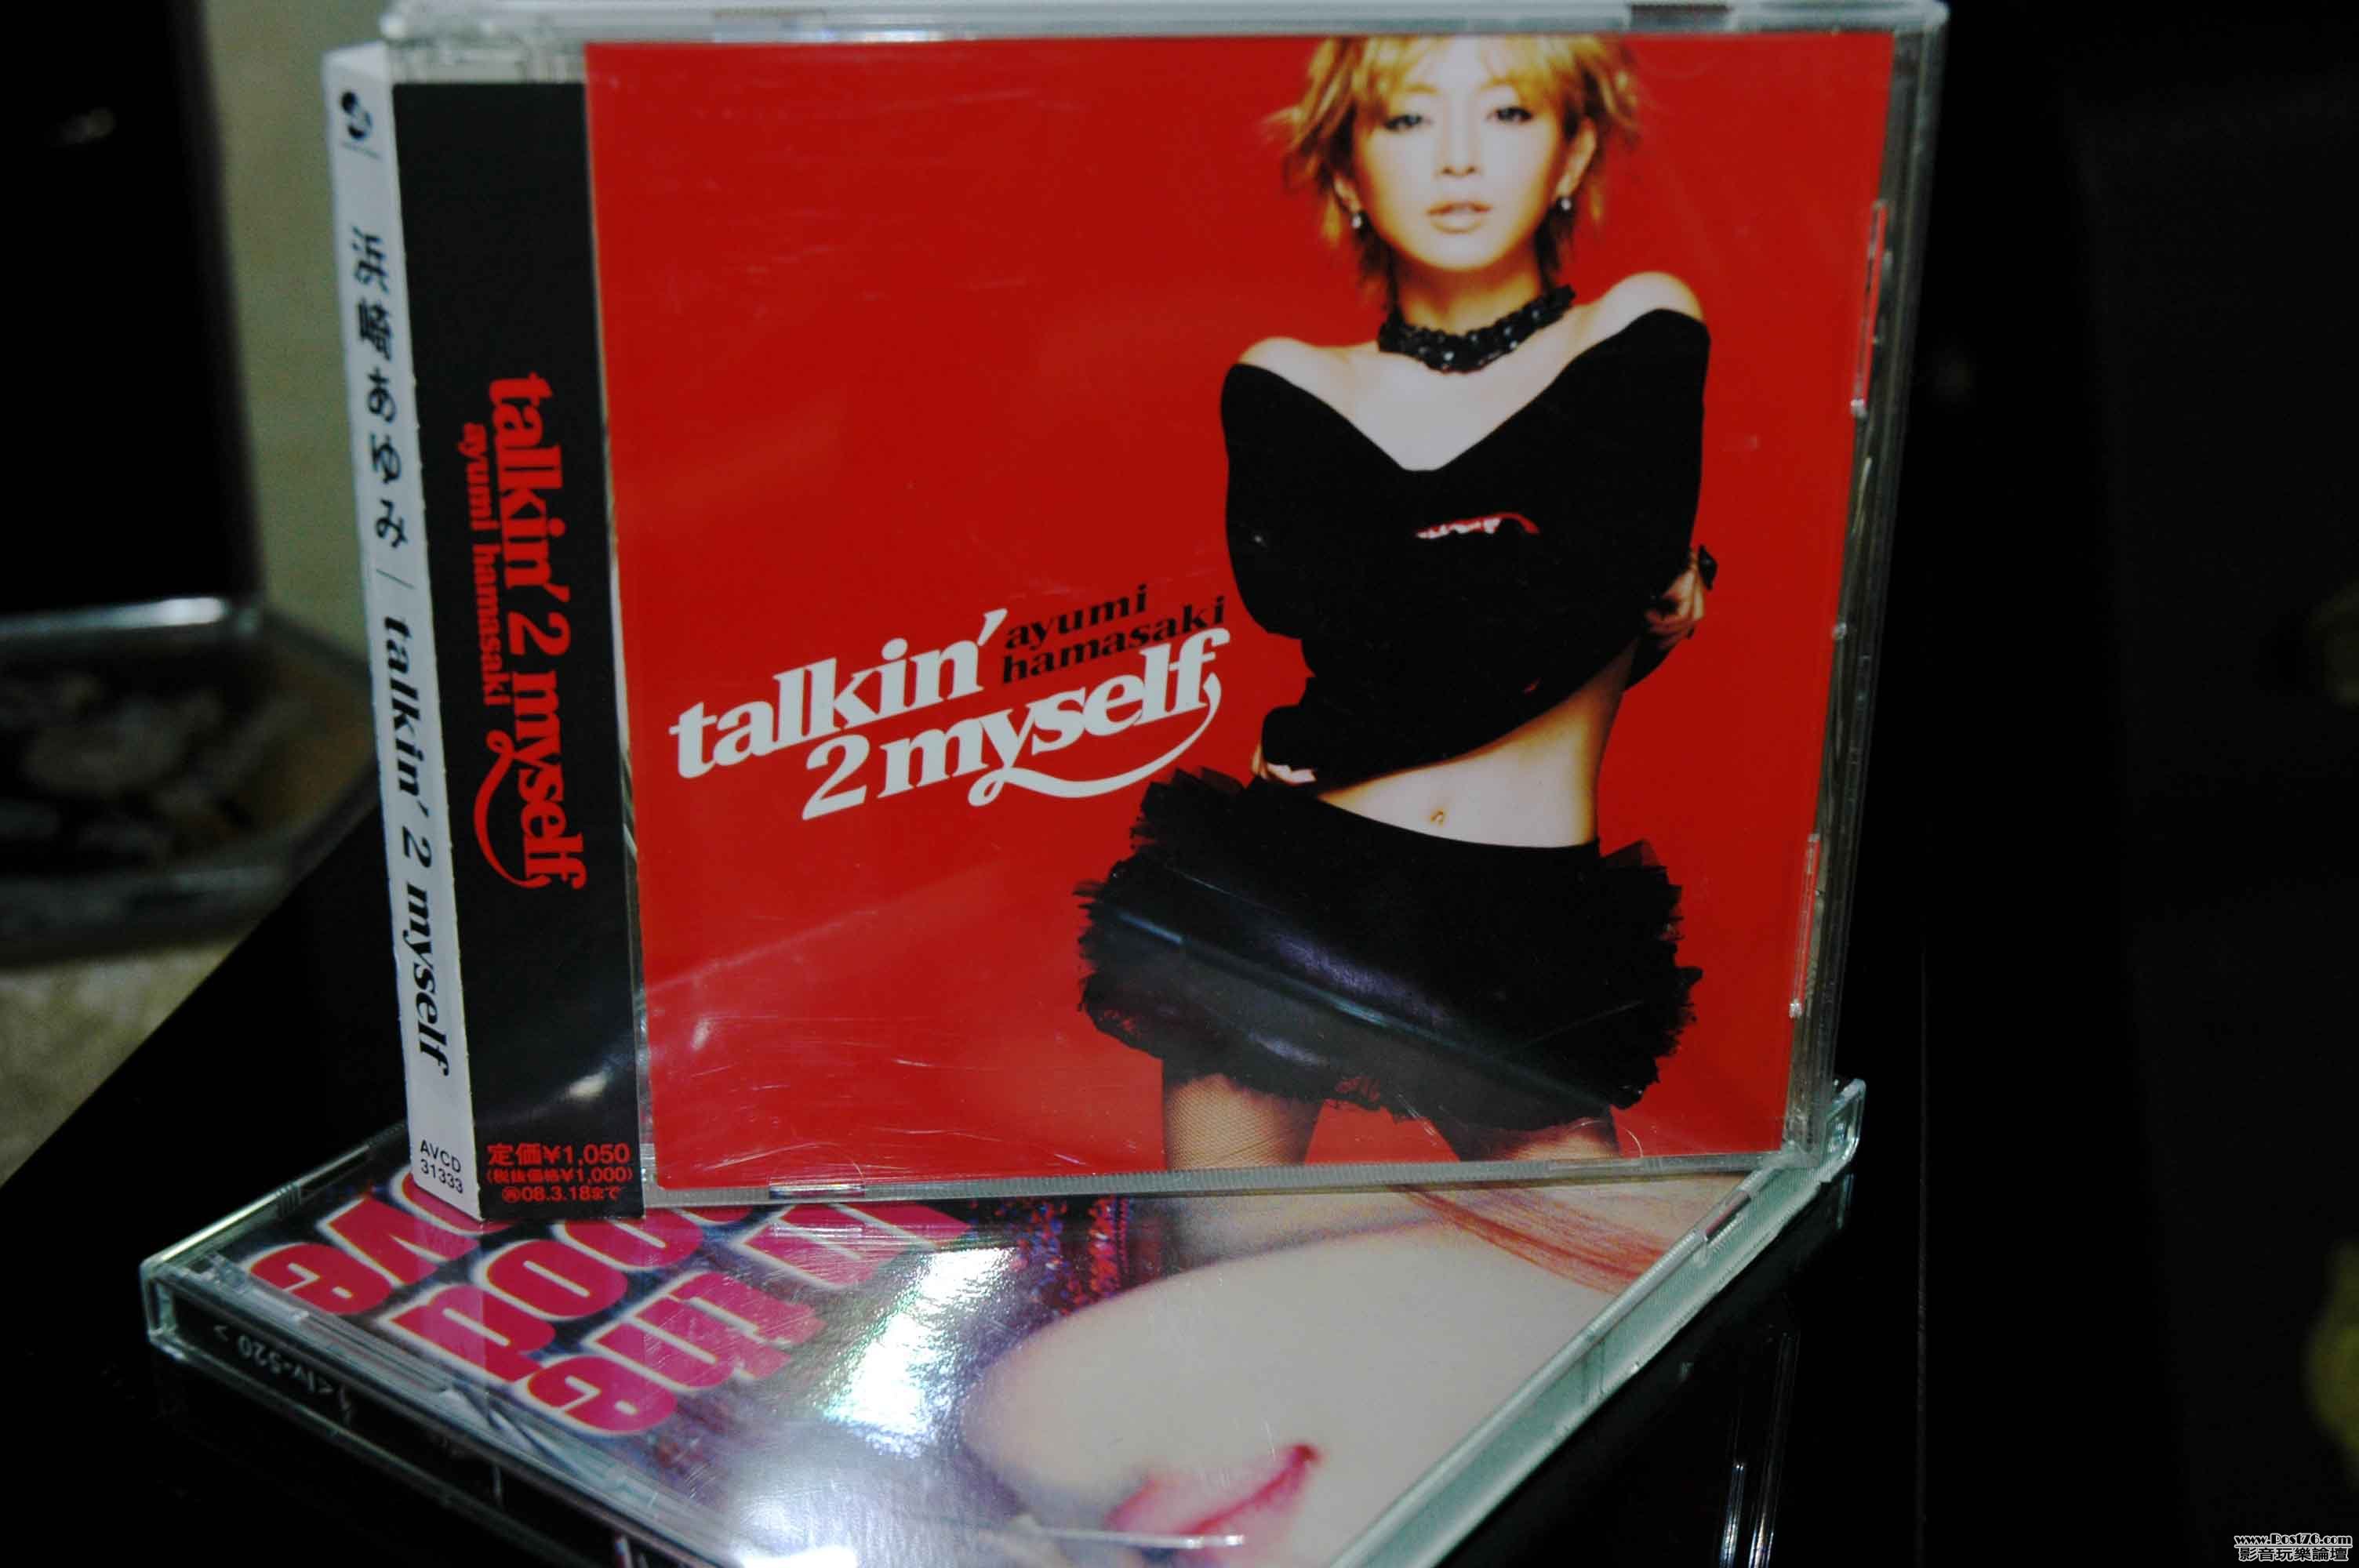 浜﨑あゆみ | talkin' 2 myself
AVCD
31333
talkin' 2 myself
ayumi hamasaki
定価¥1,050
(税抜価格¥1,000)
08.3.18まで
talkin'
ayumi
hamasaki
2 myself
www.Post76.com
影音玩樂論壇